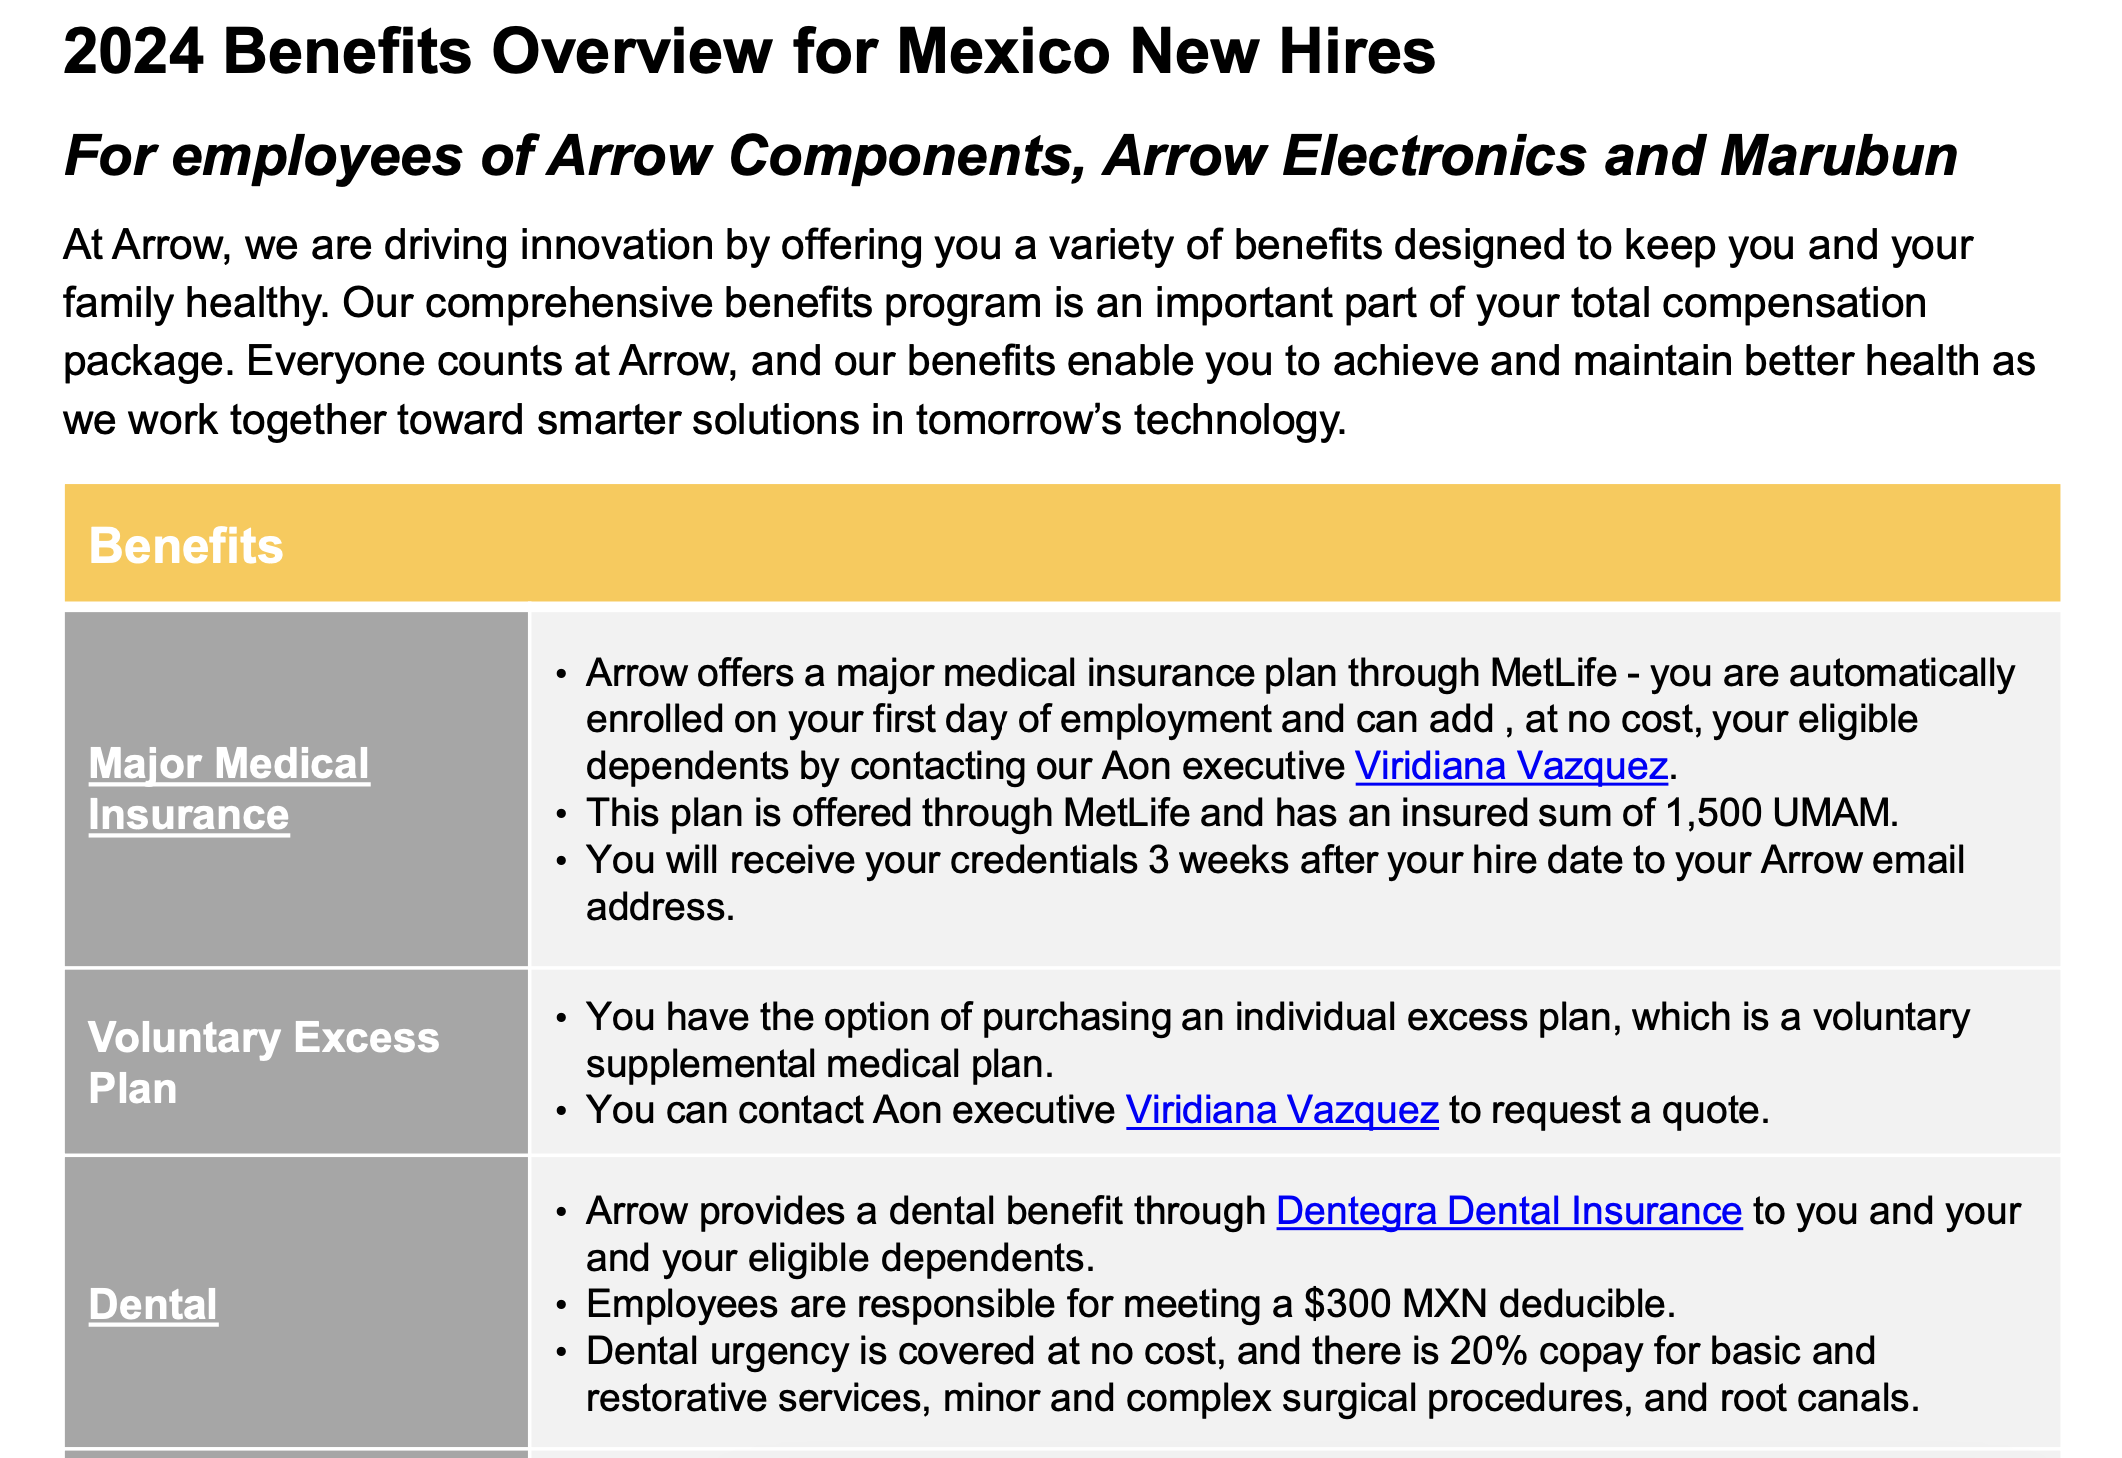 2024 Benefits Overview for Mexico New Hires
For employees of Arrow Components, Arrow Electronics and Marubun
At Arrow, we are driving innovation by offering you a variety of benefits designed to keep you and your
family healthy. Our comprehensive benefits program is an important part of your total compensation
package. Everyone counts at Arrow, and our benefits enable you to achieve and maintain better health as
we work together toward smarter solutions in tomorrow’s technology.
Benefits
Major Medical
Insurance
• Arrow offers a major medical insurance plan through MetLife - you are automatically
enrolled on your first day of employment and can add , at no cost, your eligible
dependents by contacting our Aon executive Viridiana Vazquez.
• This plan is offered through MetLife and has an insured sum of 1,500 UMAM.
• You will receive your credentials 3 weeks after your hire date to your Arrow email
address.
Voluntary Excess
Plan
• You have the option of purchasing an individual excess plan, which is a voluntary
supplemental medical plan.
• You can contact Aon executive Viridiana Vazquez to request a quote.
Dental
• Arrow provides a dental benefit through Dentegra Dental Insurance to you and your
and your eligible dependents.
• Employees are responsible for meeting a $300 MXN deducible.
• Dental urgency is covered at no cost, and there is 20% copay for basic and
restorative services, minor and complex surgical procedures, and root canals.